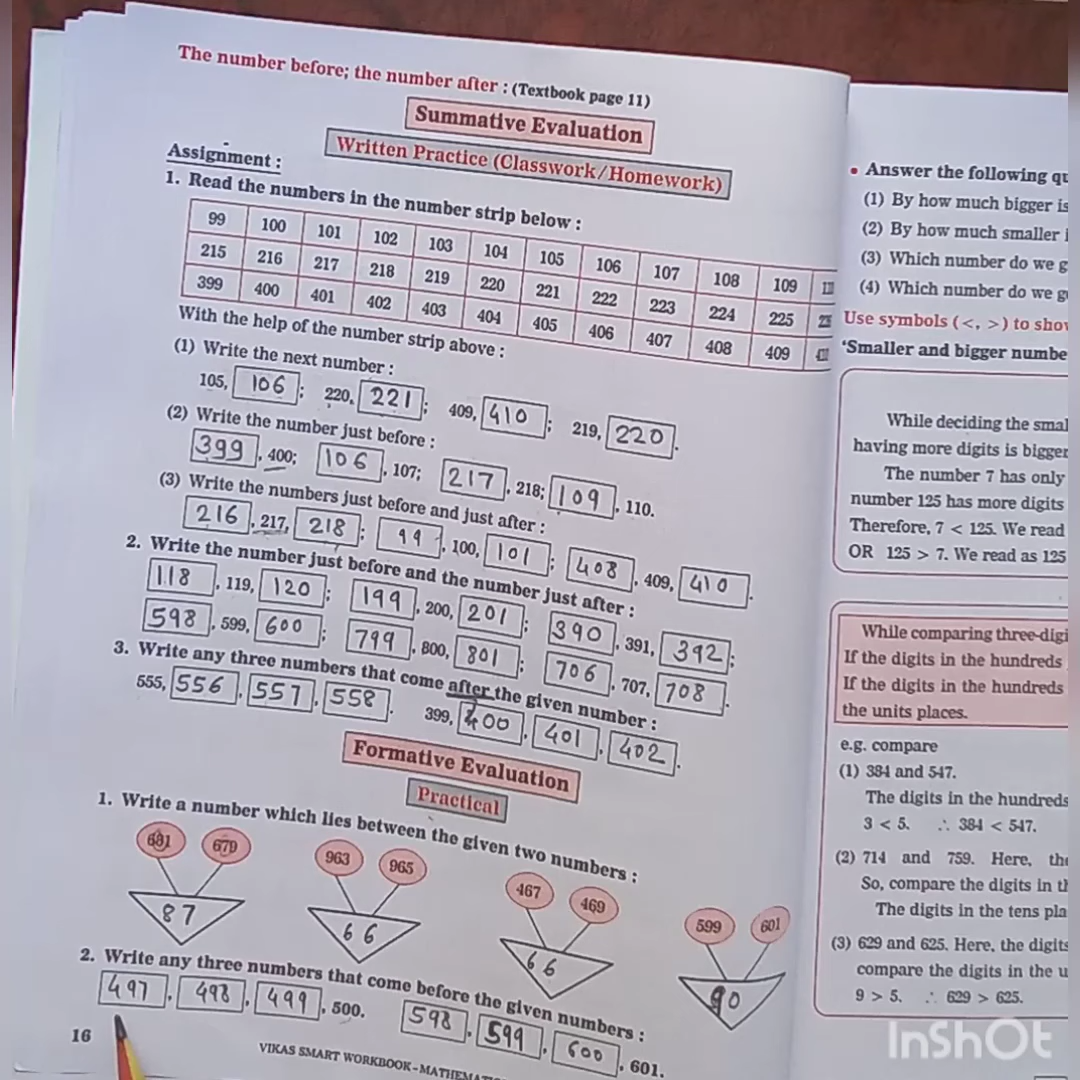 The number before; the number after : (Textbook page 11)
Summative Evaluation
Written Practice (Classwork/Homework)
Assignment :
1. Read the numbers in the number strip below :
99 100 101 102 103 104 105 106 107 108 109
215 216 217 218 219 220 221 222 223 224 225
399 400 401 402 403 404 405 406 407 408 409
With the help of the number strip above :
(1) Write the next number :
105, 106 ; 220, 221 ; 409, 410 ; 219, 220 .
(2) Write the number just before :
399 , 400; 106 , 107; 217 , 218; 109 , 110.
(3) Write the numbers just before and just after :
216 , 217, 218 ; 99 , 100, 101 ; 408 , 409, 410 .
2. Write the number just before and the number just after :
118 , 119, 120 ; 199 , 200, 201 ; 390 , 391, 392 ;
598 , 599, 600 ; 799 , 800, 801 ; 706 , 707, 708 .
3. Write any three numbers that come after the given number :
555, 556 , 557 , 558 . 399, 400 , 401 , 402 .
Formative Evaluation
Practical
1. Write a number which lies between the given two numbers :
679 963 965 467 469 599 601
87 66 66 90
2. Write any three numbers that come before the given numbers :
497 , 498 , 499 , 500. 598 , 599 , 600 , 601.
16
VIKAS SMART WORKBOOK-
• Answer the following
(1) By how much bigger
(2) By how much smaller
(3) Which number do we
(4) Which number do we
Use symbols (<, >) to
'Smaller and bigger
While deciding the
having more digits is bigger
The number 7 has only
number 125 has more digits
Therefore, 7 < 125. We read
OR 125 > 7. We read as 125
While comparing
If the digits in the hundreds
If the digits in the hundreds
the units places.
e.g. compare
(1) 384 and 547.
The digits in the hundreds
3 < 5. ∴ 384 < 547.
(2) 714 and 759. Here,
So, compare the digits in
The digits in the tens
(3) 629 and 625. Here, the digits
compare the digits in the
9 > 5. ∴ 629 > 625.
InShOt